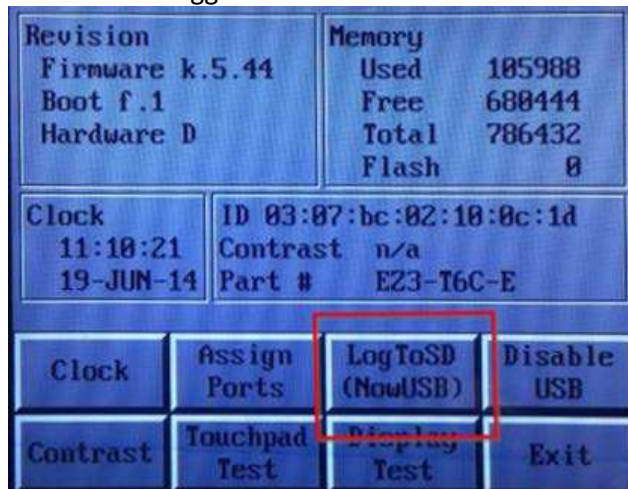 gg
Revision
Firmware k.5.44
Boot f.1
Hardware D
Memory
Used 105988
Free 680444
Total 786432
Flash 0
Clock
11:10:21
19-JUN-14
ID 03:07:bc:02:10:0c:1d
Contrast n/a
Part # EZ3-T6C-E
Clock
Assign
Ports
LogToSD
(NowUSB)
Disable
USB
Contrast
Touchpad
Test
Display
Test
Exit